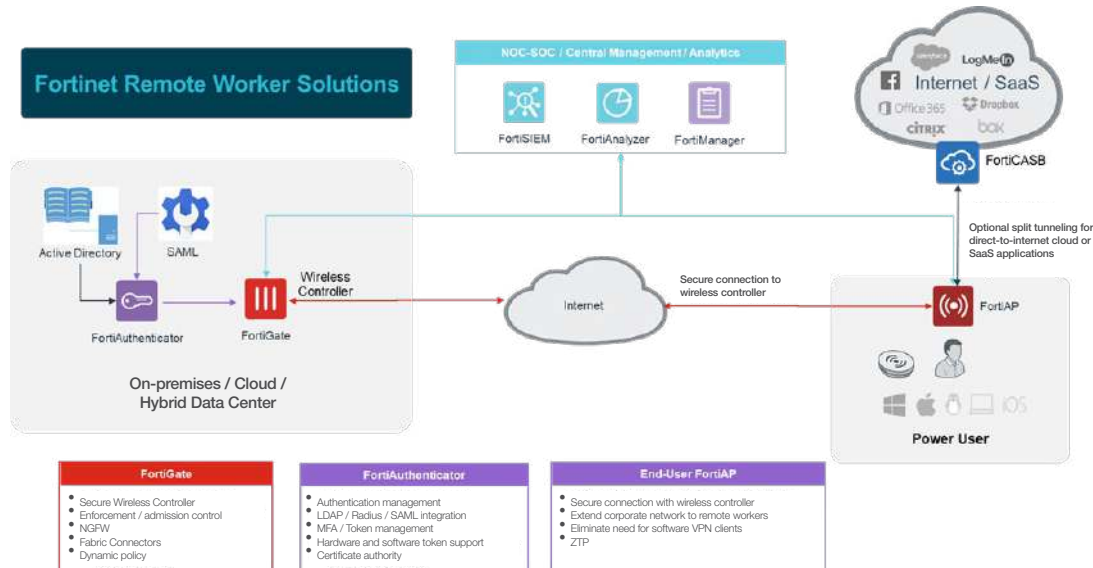 Fortinet Remote Worker Solutions
NOC-SOC / Central Management / Analytics
FortiSIEM
FortiAnalyzer
FortiManager
salesforce
LogMeIn
Internet / SaaS
Office 365
Dropbox
CITRIX
box
FortiCASB
Optional split tunneling for
direct-to-internet cloud or
SaaS applications
Active Directory
SAML
FortiAuthenticator
Wireless
Controller
FortiGate
On-premises / Cloud /
Hybrid Data Center
Internet
Secure connection to
wireless controller
FortiAP
iOS
Power User
FortiGate
• Secure Wireless Controller
• Enforcement / admission control
• NGFW
• Fabric Connectors
• Dynamic policy
FortiAuthenticator
• Authentication management
• LDAP / Radius / SAML integration
• MFA / Token management
• Hardware and software token support
• Certificate authority
End-User FortiAP
• Secure connection with wireless controller
• Extend corporate network to remote workers
• Eliminate need for software VPN clients
• ZTP